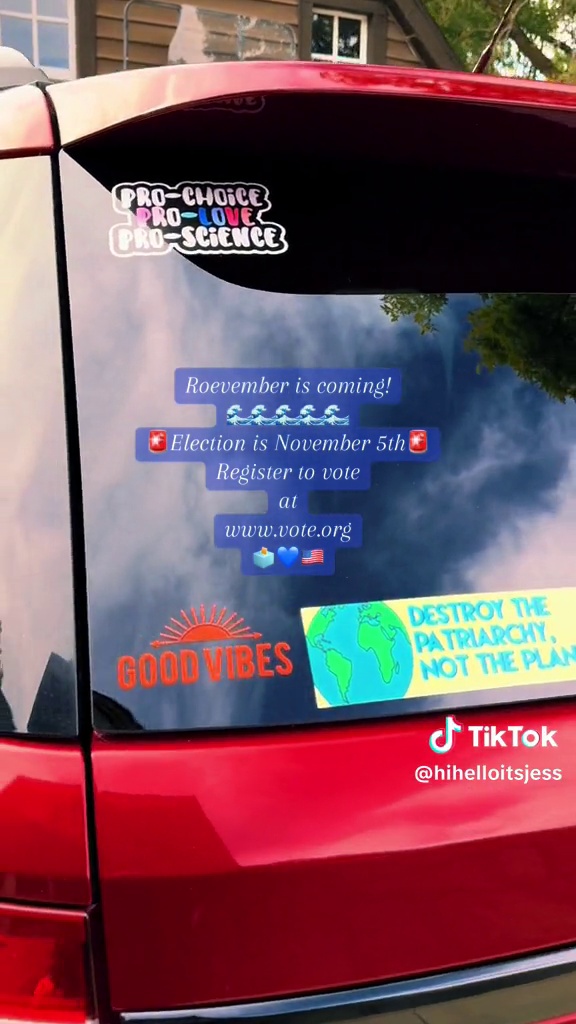 PRO-CHOICE
PRO-LOVE
PRO-SCIENCE
Roevember is coming!
🌊🌊🌊🌊🌊
🚨Election is November 5th🚨
Register to vote
at
www.vote.org
🗳️💙🇺🇸
GOOD VIBES
DESTROY THE
PATRIARCHY,
NOT THE PLAN
TikTok
@hihelloitsjess